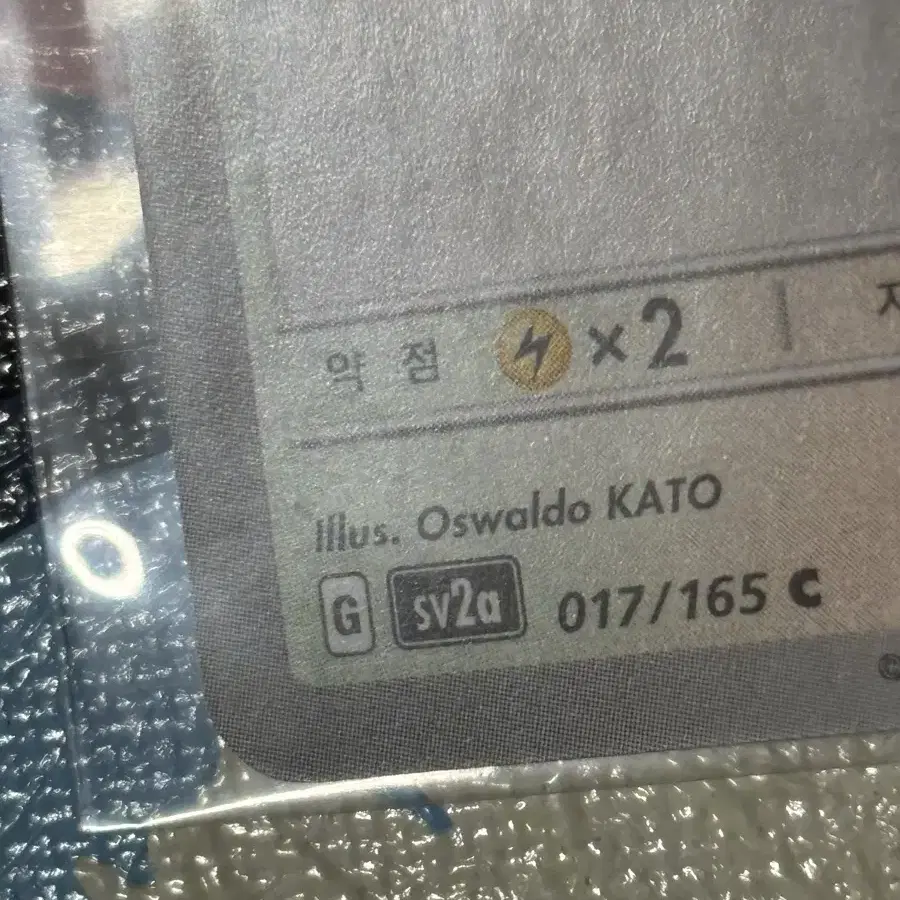 약점 ×2
Illus. Oswaldo KATO
G sv2a 017/165 C
©